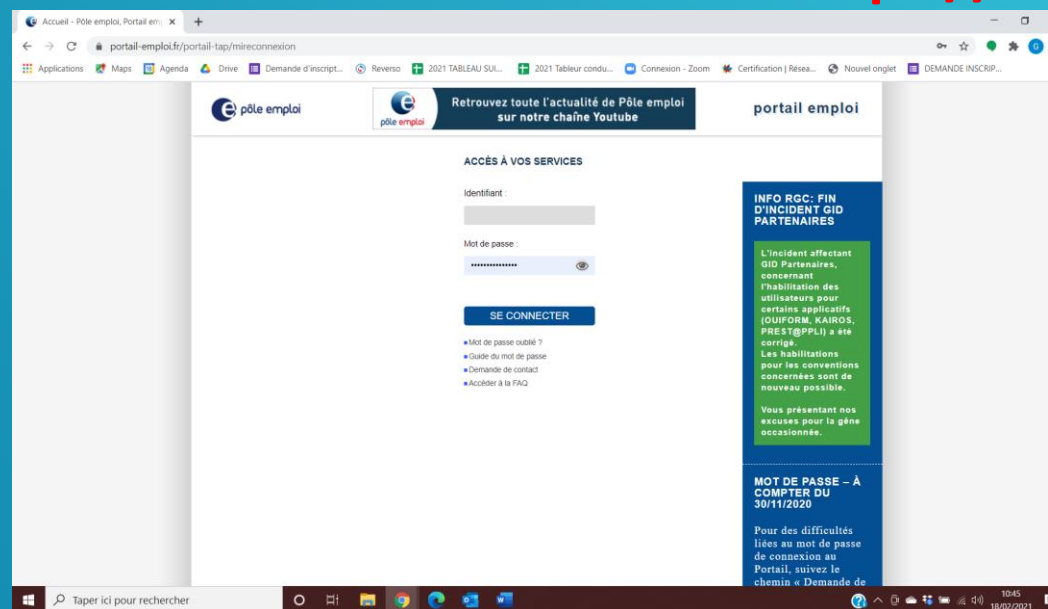 Accueil - Pôle emploi, Portail em
portail-emploi.fr/portail-tap/mireconnexion
Applications Maps Agenda Drive Demande d'inscript... Reverso 2021 TABLEAU SUI... 2021 Tableur condu... Connexion - Zoom Certification | Résea... Nouvel onglet DEMANDE INSCRIP...
pôle emploi
pôle emploi
Retrouvez toute l'actualité de Pôle emploi
sur notre chaîne Youtube
portail emploi
ACCÈS À VOS SERVICES
Identifiant :
Mot de passe :
•••••••••••••••
SE CONNECTER
Mot de passe oublié ?
Guide du mot de passe
Demande de contact
Accéder à la FAQ
INFO RGC: FIN
D'INCIDENT GID
PARTENAIRES
L'incident affectant
GID Partenaires,
concernant
l'habilitation des
utilisateurs pour
certains applicatifs
(OUIFORM, KAIROS,
PREST@PPLI) a été
corrigé.
Les habilitations
pour les conventions
concernées sont de
nouveau possible.
Vous présentant nos
excuses pour la gêne
occasionnée.
MOT DE PASSE – À
COMPTER DU
30/11/2020
Pour des difficultés
liées au mot de passe
de connexion au
Portail, suivez le
chemin « Demande de
Taper ici pour rechercher
10:45
18/02/2021